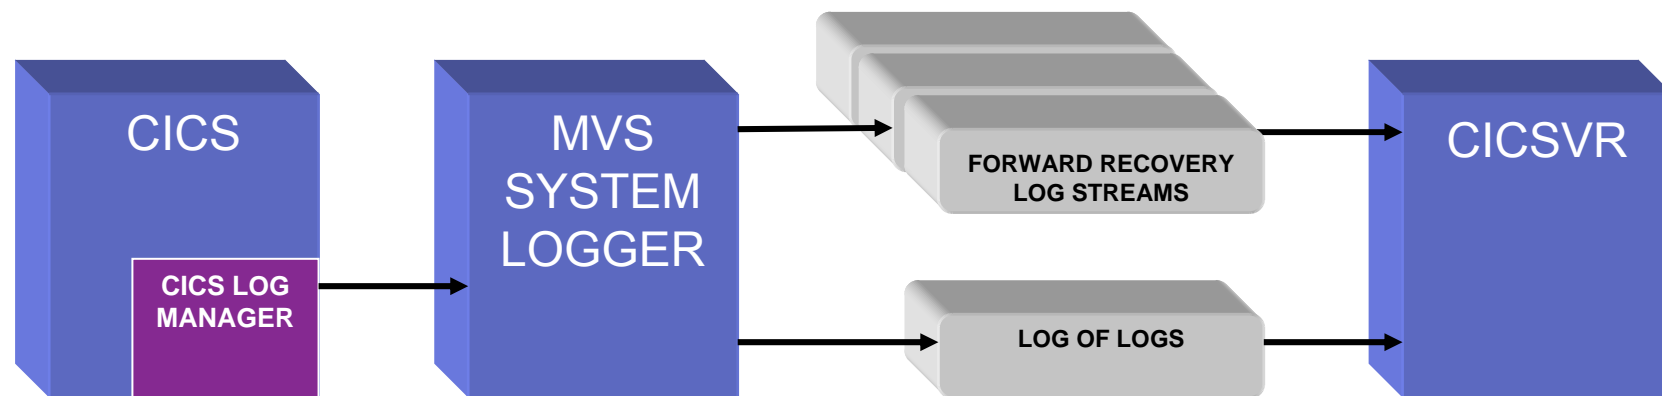 CICS
CICS LOG
MANAGER
MVS
SYSTEM
LOGGER
FORWARD RECOVERY
LOG STREAMS
LOG OF LOGS
CICSVR